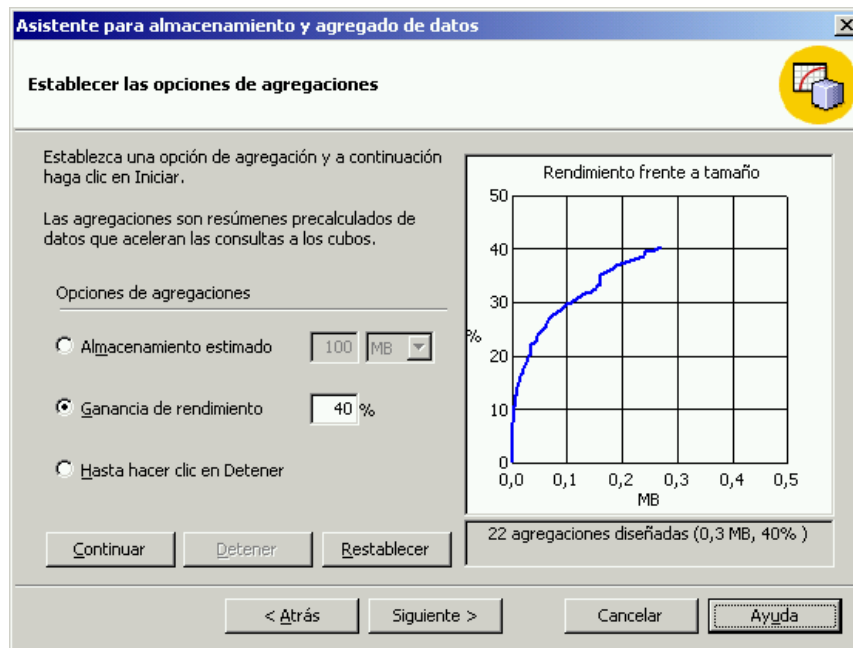 Asistente para almacenamiento y agregado de datos
Establecer las opciones de agregaciones
Establezca una opción de agregación y a continuación
haga clic en Iniciar.
Las agregaciones son resúmenes precalculados de
datos que aceleran las consultas a los cubos.
Opciones de agregaciones
Almacenamiento estimado 100 MB
Ganancia de rendimiento 40 %
Hasta hacer clic en Detener
Continuar Detener Restablecer
Rendimiento frente a tamaño
50
40
30
%
20
10
0
0,0 0,1 0,2 0,3 0,4 0,5
MB
22 agregaciones diseñadas (0,3 MB, 40% )
< Atrás Siguiente > Cancelar Ayuda